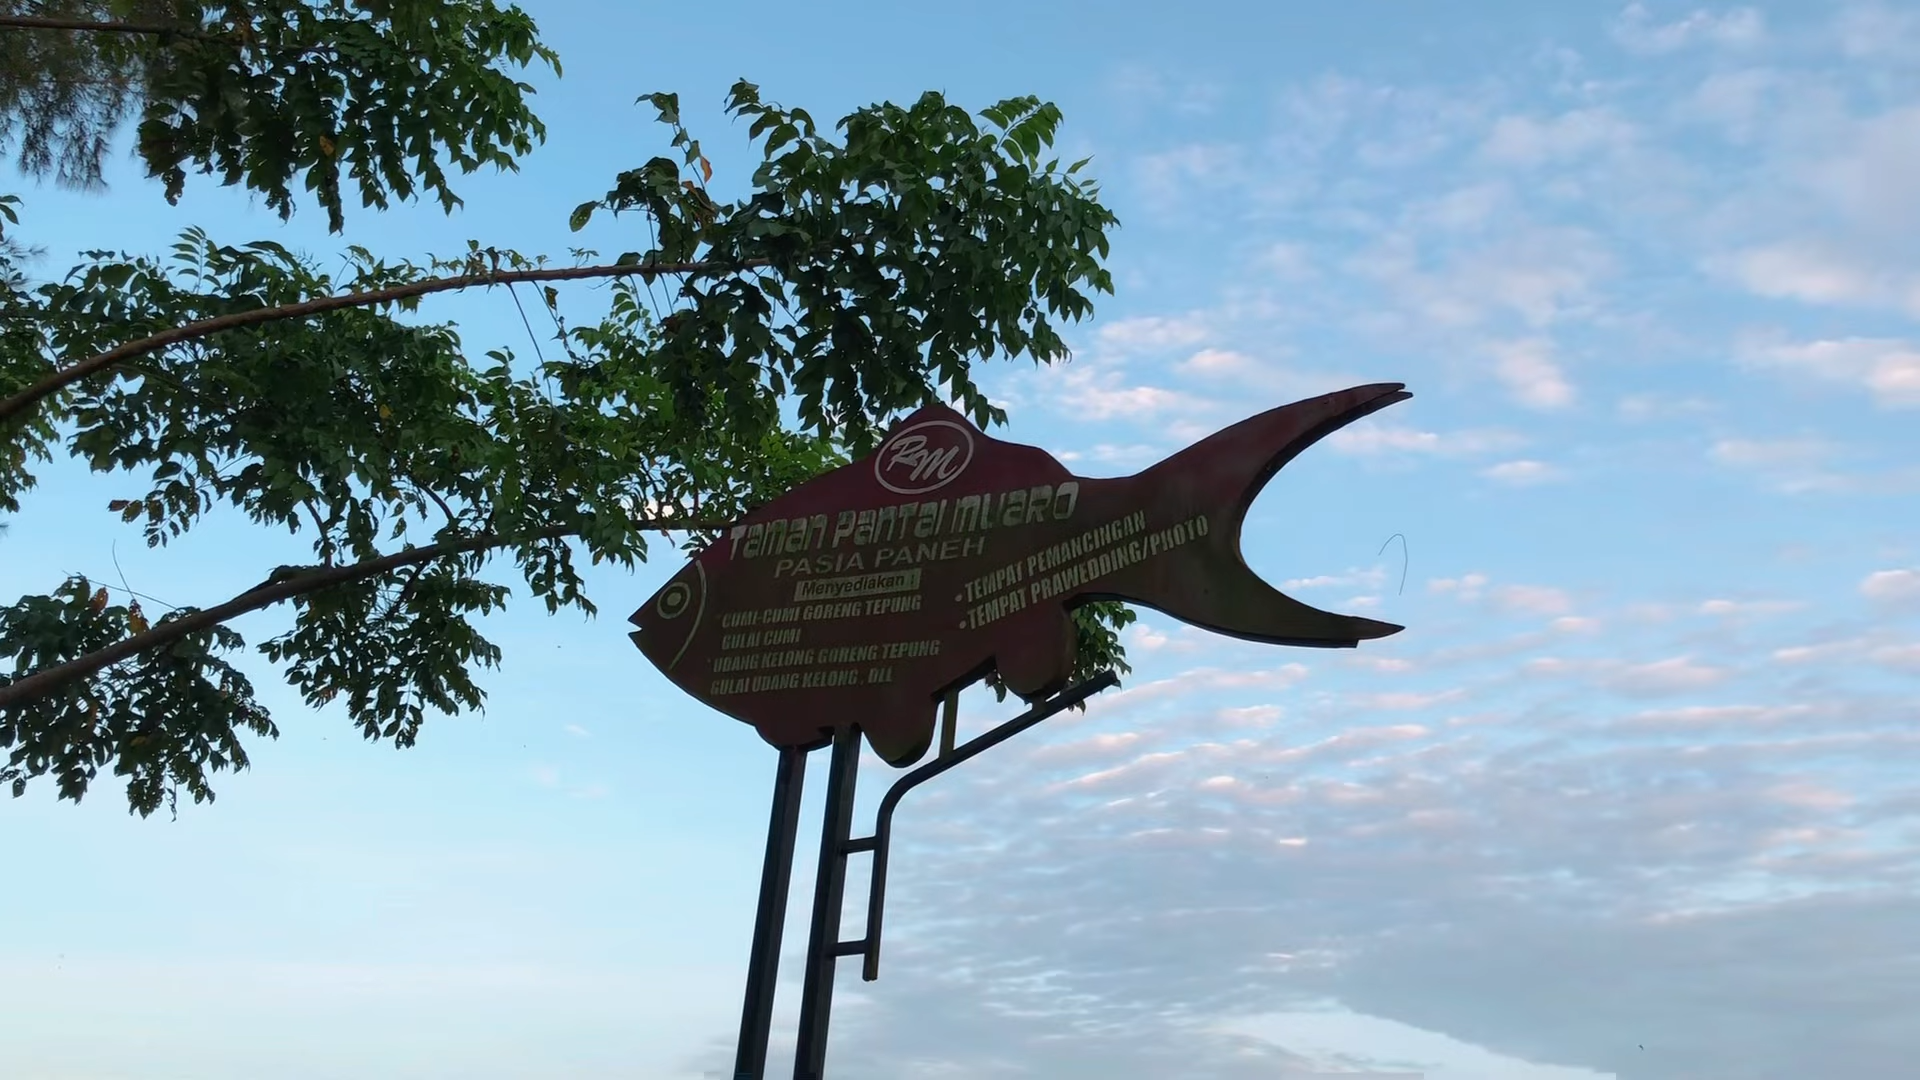 RM
TAMAN PANTAI MUARO
PASIA PANEH
Menyediakan :
*CUMI-CUMI GORENG TEPUNG
GULAI CUMI
*UDANG KELONG GORENG TEPUNG
GULAI UDANG KELONG , DLL
•TEMPAT PEMANCINGAN
•TEMPAT PRAWEDDING/PHOTO